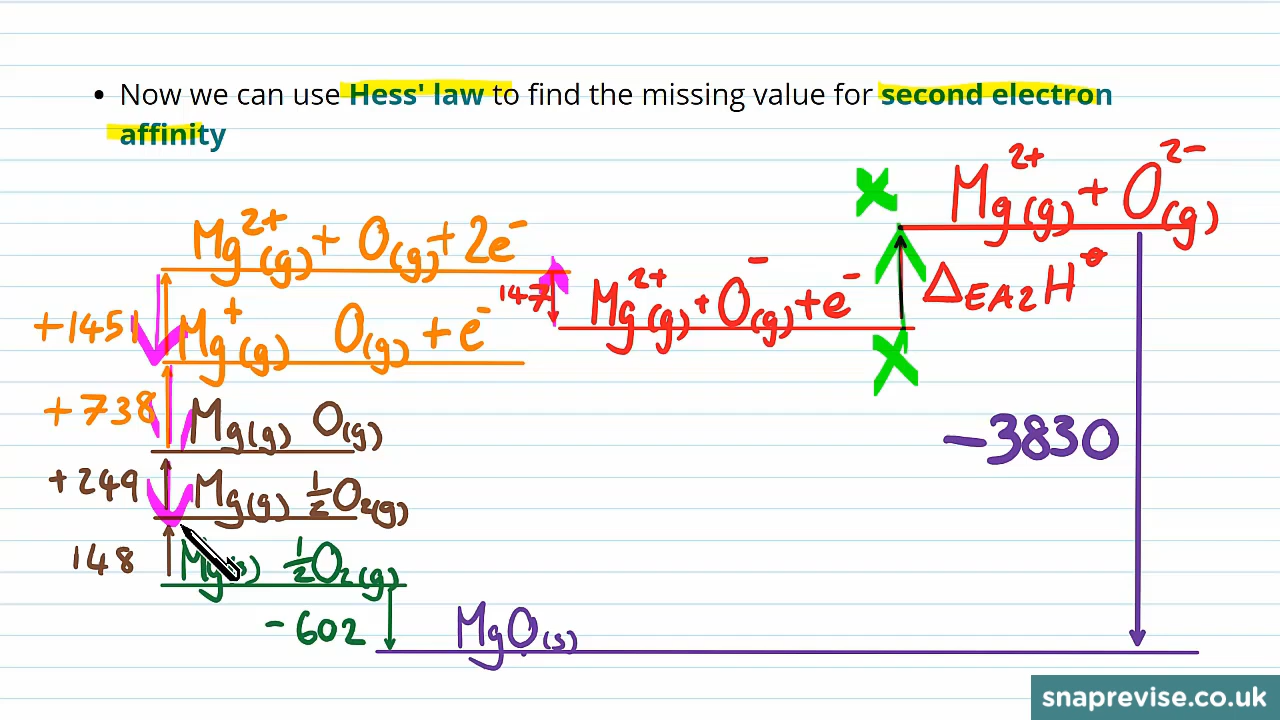 • Now we can use Hess' law to find the missing value for second electron
affinity
Mg²⁺(g) + O²⁻(g)
Mg²⁺(g) + O(g) + 2e⁻
147
Mg²⁺(g) + O⁻(g) + e⁻
ΔEA2H⦵
+1451
Mg⁺(g) O(g) + e⁻
+738
Mg(g) O(g)
-3830
+249
Mg(g) ½O₂(g)
148
Mg(s) ½O₂(g)
-602
MgO(s)
snaprevise.co.uk